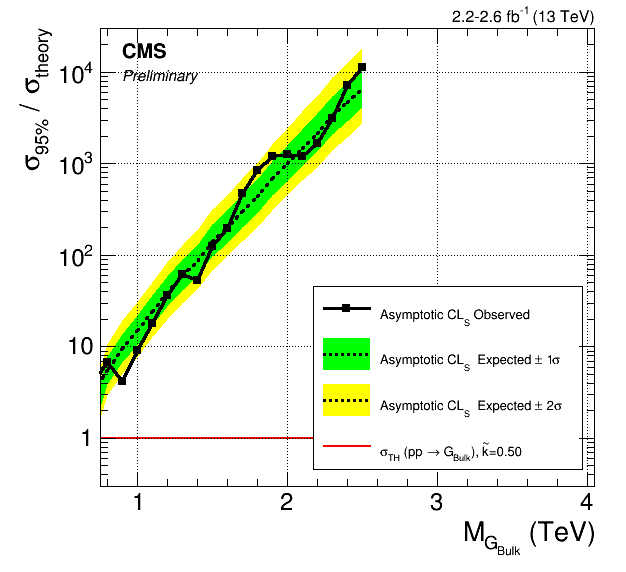 2.2-2.6 fb⁻¹ (13 TeV)
CMS
Preliminary
σ95% / σtheory
10⁴
10³
10²
10
1
Asymptotic CLS Observed
Asymptotic CLS Expected ± 1σ
Asymptotic CLS Expected ± 2σ
σTH (pp → GBulk), k̃=0.50
1 2 3 4
MGBulk (TeV)